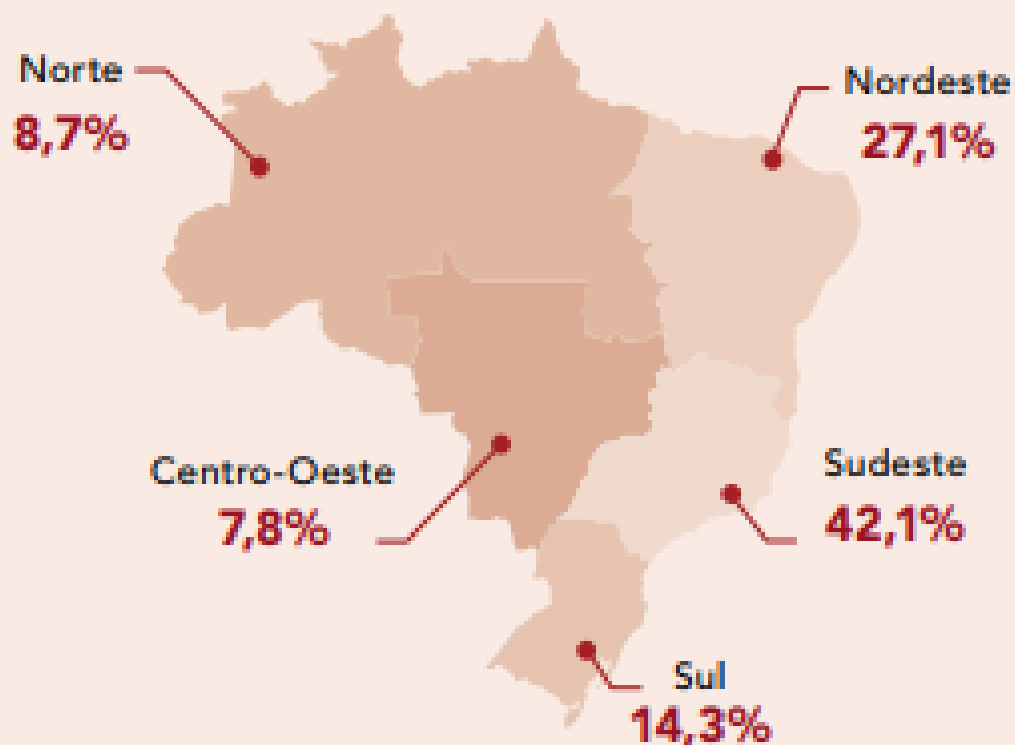 Norte
8,7%
Nordeste
27,1%
Centro-Oeste
7,8%
Sudeste
42,1%
Sul
14,3%